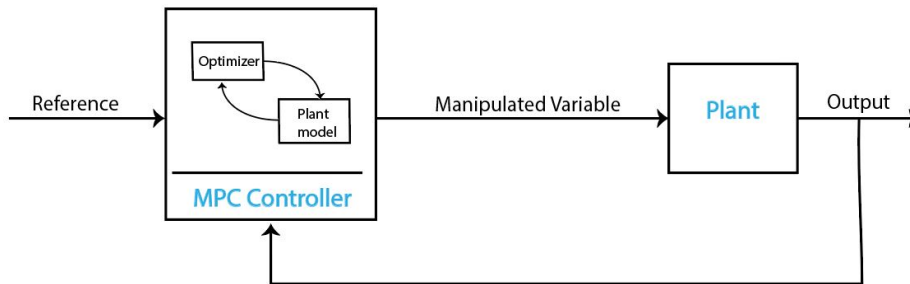 Reference
Optimizer
Plant
model
MPC Controller
Manipulated Variable
Plant
Output